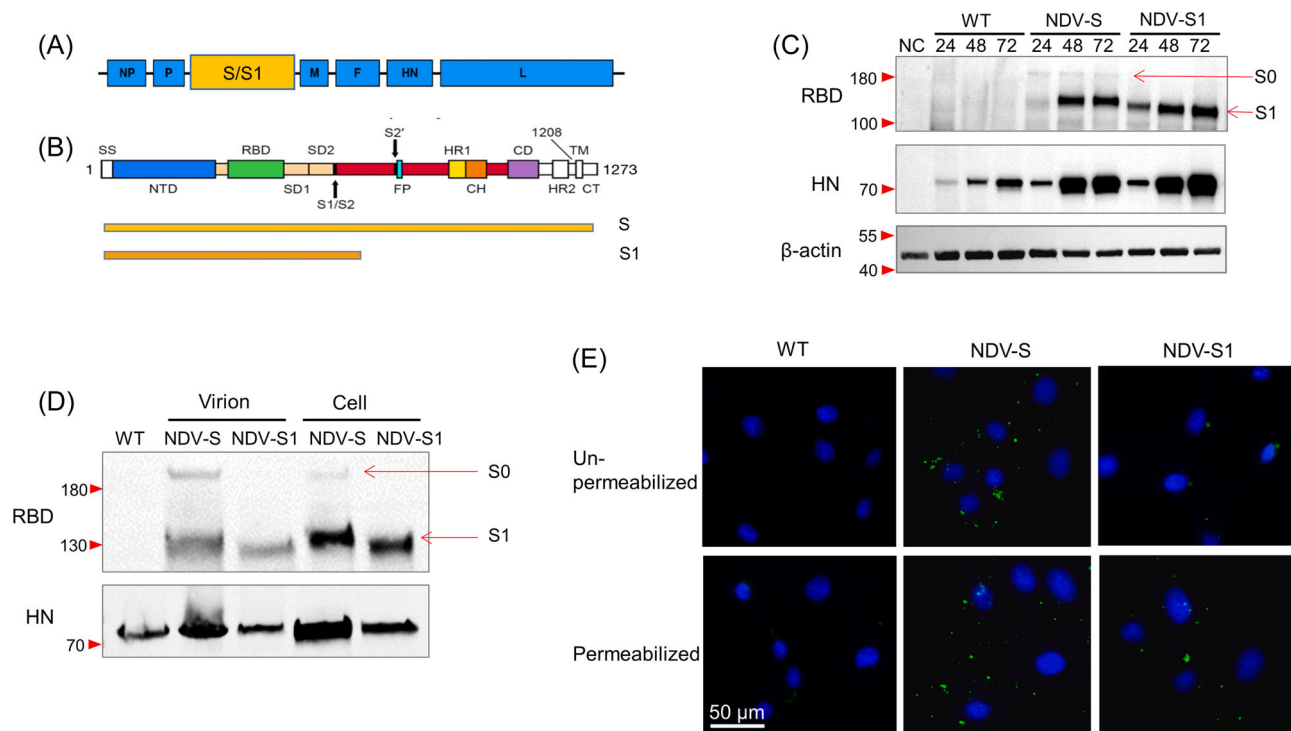 (A)
NP P S/S1 M F HN L
(B)
S2' 1208
SS RBD SD2 HR1 CD TM
1 1273
NTD SD1 FP CH HR2 CT
S1/S2
S
S1
(C)
WT NDV-S NDV-S1
NC 24 48 72 24 48 72 24 48 72
180 S0
RBD
100 S1
HN
70
55
β-actin
40
(D)
Virion Cell
WT NDV-S NDV-S1 NDV-S NDV-S1
S0
180
RBD
S1
130
HN
70
(E)
WT NDV-S NDV-S1
Un-
permeabilized
Permeabilized
50 µm